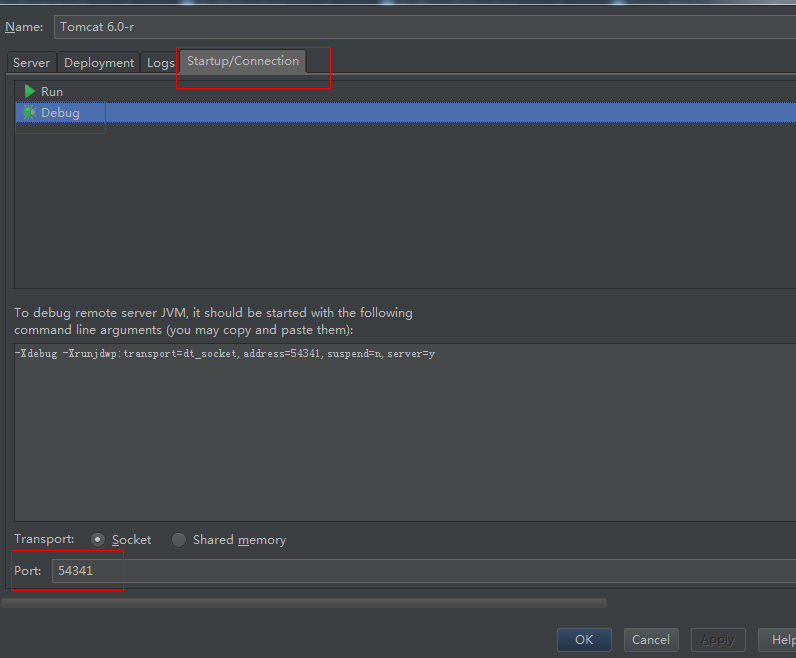 Name: Tomcat 6.0-r
Server Deployment Logs Startup/Connection
Run
Debug
To debug remote server JVM, it should be started with the following
command line arguments (you may copy and paste them):
-Xdebug -Xrunjdwp:transport=dt_socket,address=54341,suspend=n,server=y
Transport: Socket Shared memory
Port: 54341
OK Cancel Apply Help